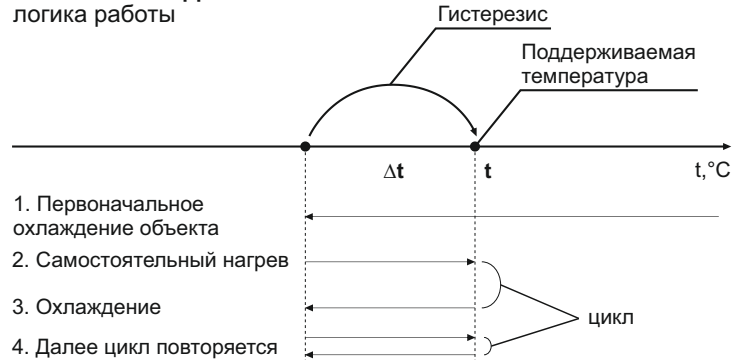 логика работы
Гистерезис
Поддерживаемая
температура
Δt
t
t,°C
1. Первоначальное
охлаждение объекта
2. Самостоятельный нагрев
3. Охлаждение
цикл
4. Далее цикл повторяется